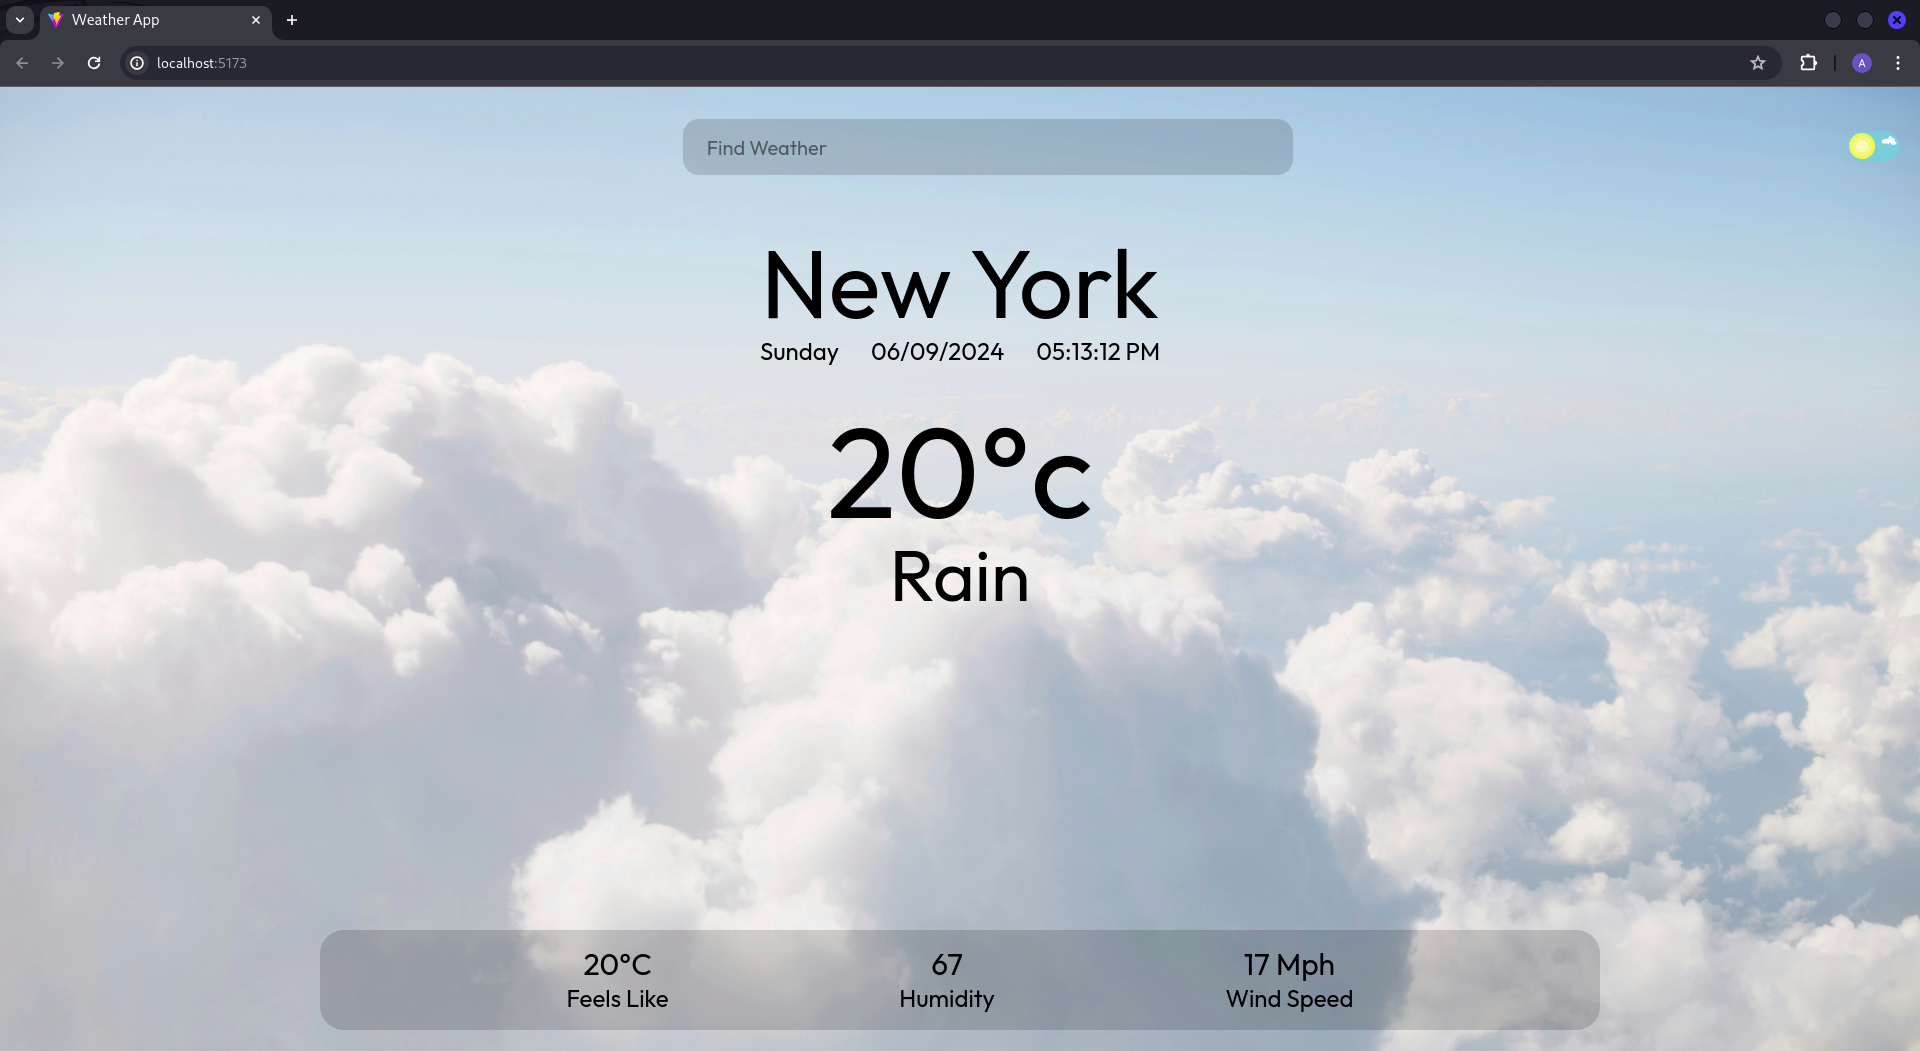 Weather App
localhost:5173
A
Find Weather
New York
Sunday 06/09/2024 05:13:12 PM
20°c
Rain
20°C 67 17 Mph
Feels Like Humidity Wind Speed